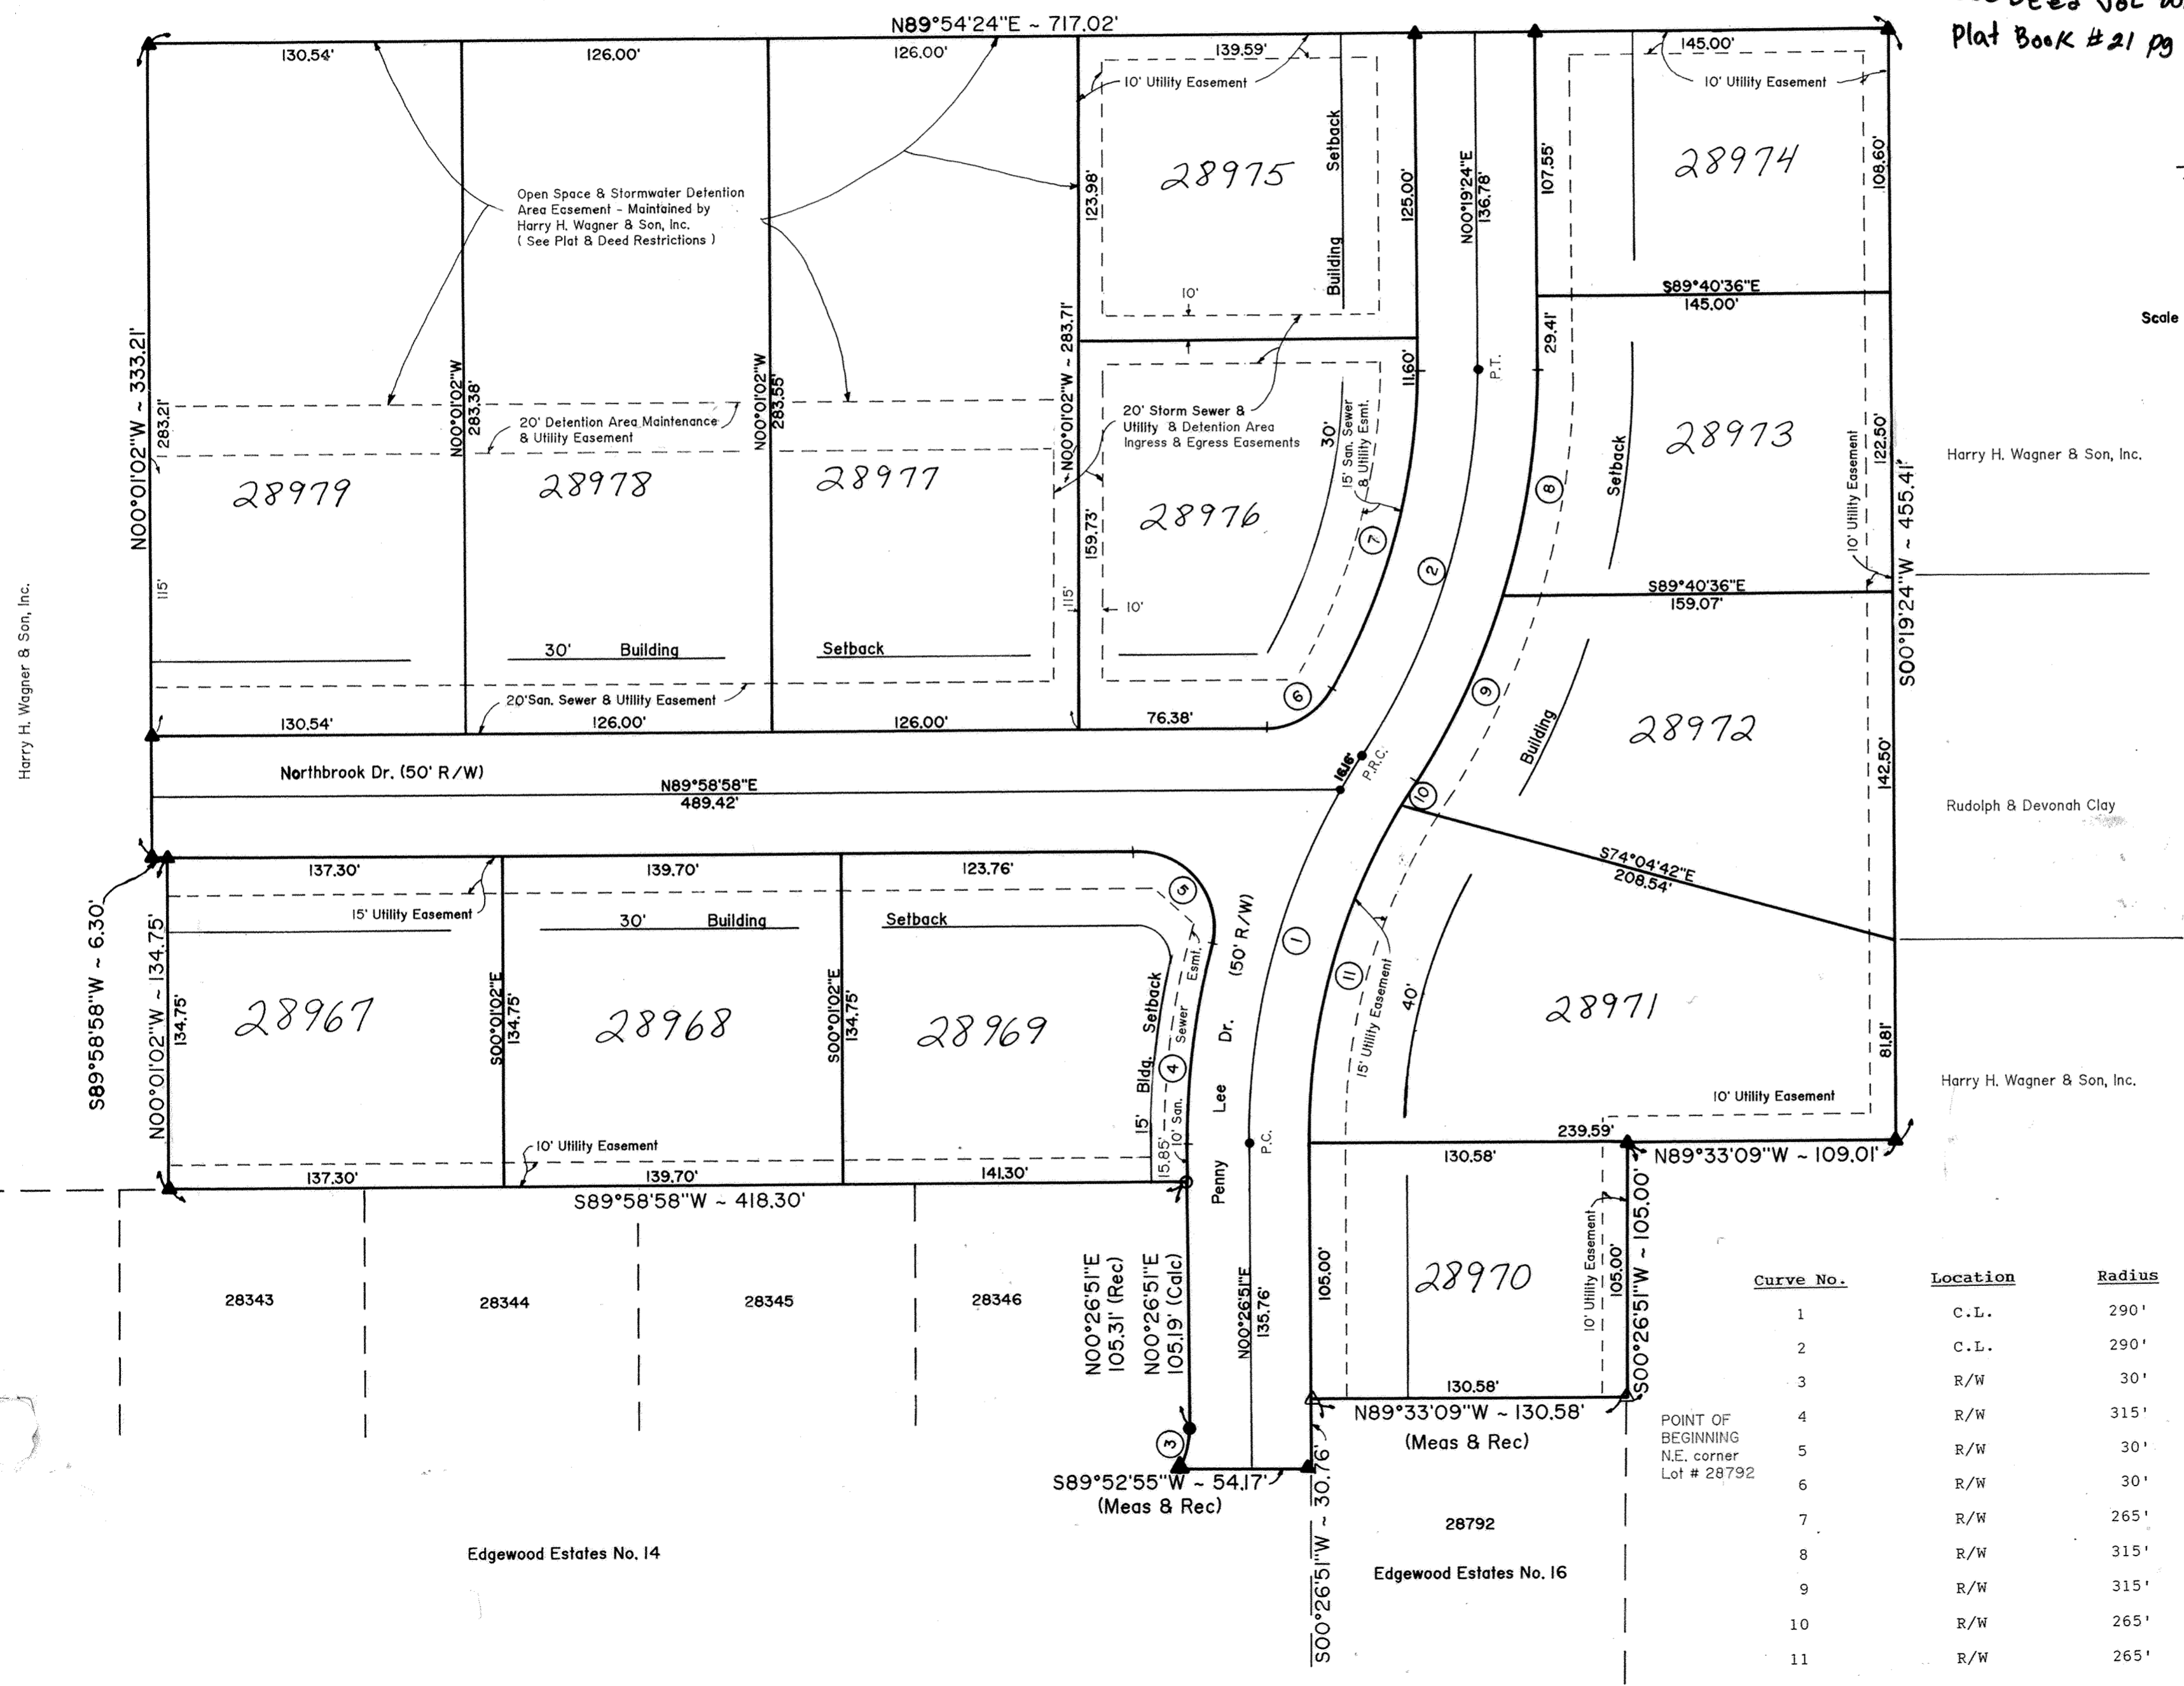 N89°54'24"E ~ 717.02'
Plat Book #21 pg
130.54'
126.00'
126.00'
139.59'
145.00'
10' Utility Easement
10' Utility Easement
Open Space & Stormwater Detention
Area Easement - Maintained by
Harry H. Wagner & Son, Inc.
( See Plat & Deed Restrictions )
28975
28974
Building Setback
123.98'
125.00'
N00°19'24"E
136.78'
107.55'
108.60'
10'
S89°40'36"E
145.00'
Scale
N00°01'02"W ~ 333.21'
283.21'
N00°01'02"W
283.38'
N00°01'02"W
283.55'
N00°01'02"W ~ 283.71'
11.60'
P.T.
29.41'
20' Detention Area Maintenance
& Utility Easement
20' Storm Sewer &
Utility & Detention Area
Ingress & Egress Easements
30'
15' San. Sewer
& Utility Esmt.
Setback
28973
10' Utility Easement
122.50'
S00°19'24"W ~ 455.41'
Harry H. Wagner & Son, Inc.
28979
28978
28977
28976
159.73'
7
2
8
115'
115'
10'
S89°40'36"E
159.07'
Harry H. Wagner & Son, Inc.
30' Building Setback
20' San. Sewer & Utility Easement
6
9
Building
28972
142.50'
130.54'
126.00'
126.00'
76.38'
Northbrook Dr. (50' R/W)
N89°58'58"E
489.42'
16.16'
P.R.C.
10
Rudolph & Devonah Clay
S74°04'42"E
208.54'
137.30'
139.70'
123.76'
5
15' Utility Easement
30' Building Setback
S89°58'58"W ~ 6.30'
N00°01'02"W ~ 134.75'
134.75'
S00°01'02"E
134.75'
S00°01'02"E
134.75'
28967
28968
28969
15' Bldg. Setback
10' San. Sewer Esmt.
4
15.85'
Penny Lee Dr. (50' R/W)
1
11
15' Utility Easement
40'
28971
81.81'
Harry H. Wagner & Son, Inc.
10' Utility Easement
P.C.
10' Utility Easement
239.59'
130.58'
N89°33'09"W ~ 109.01'
137.30'
139.70'
141.30'
S89°58'58"W ~ 418.30'
28343
28344
28345
28346
N00°26'51"E
105.31' (Rec)
N00°26'51"E
105.19' (Calc)
N00°26'51"E
135.76'
105.00'
28970
10' Utility Easement
105.00'
S00°26'51"W ~ 105.00'
130.58'
N89°33'09"W ~ 130.58'
(Meas & Rec)
3
S89°52'55"W ~ 54.17'
(Meas & Rec)
S00°26'51"W ~ 30.76'
POINT OF
BEGINNING
N.E. corner
Lot # 28792
28792
Edgewood Estates No. 14
Edgewood Estates No. 16
Curve No. Location Radius
1 C.L. 290'
2 C.L. 290'
3 R/W 30'
4 R/W 315'
5 R/W 30'
6 R/W 30'
7 R/W 265'
8 R/W 315'
9 R/W 315'
10 R/W 265'
11 R/W 265'